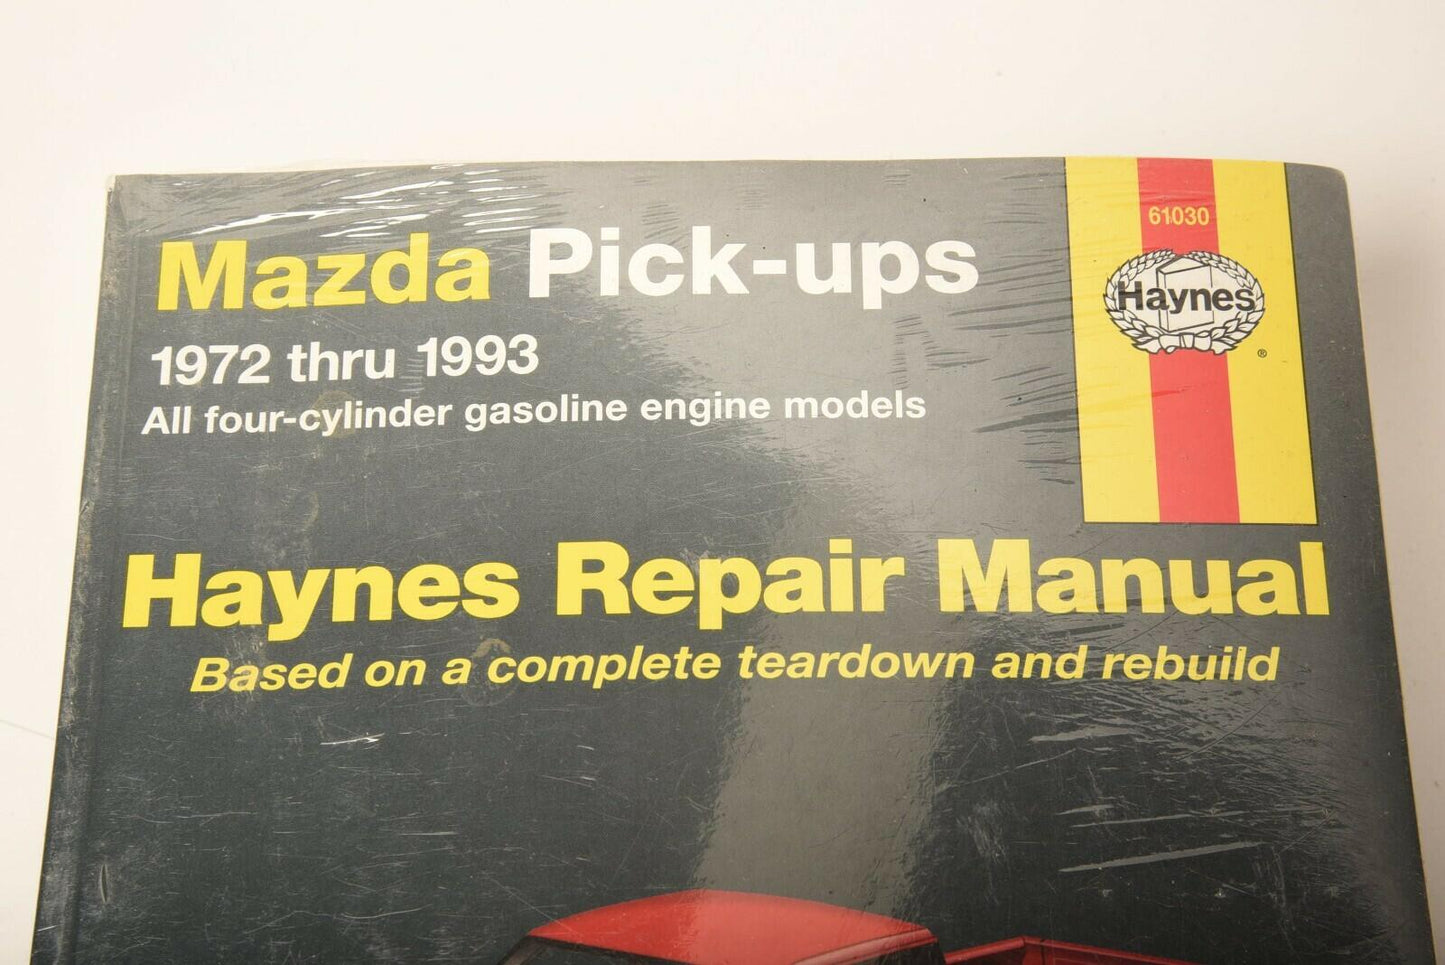 Mazda Pick-ups
1972 thru 1993
All four-cylinder gasoline engine models
61030
Haynes
®
Haynes Repair Manual
Based on a complete teardown and rebuild